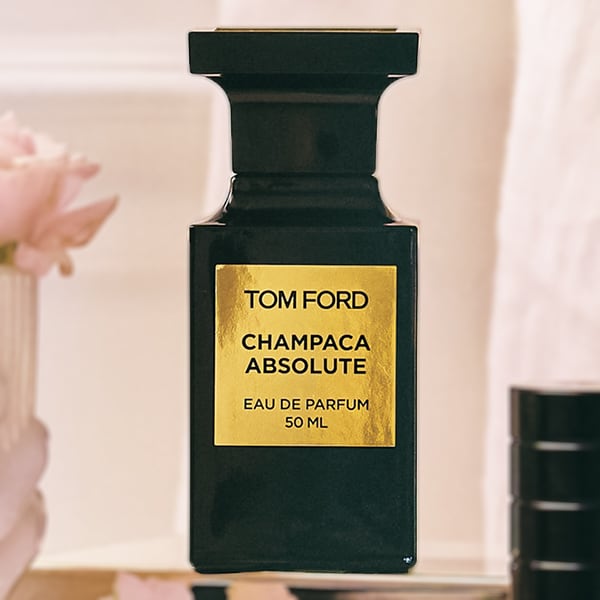 TOM FORD
CHAMPACA
ABSOLUTE
EAU DE PARFUM
50 ML